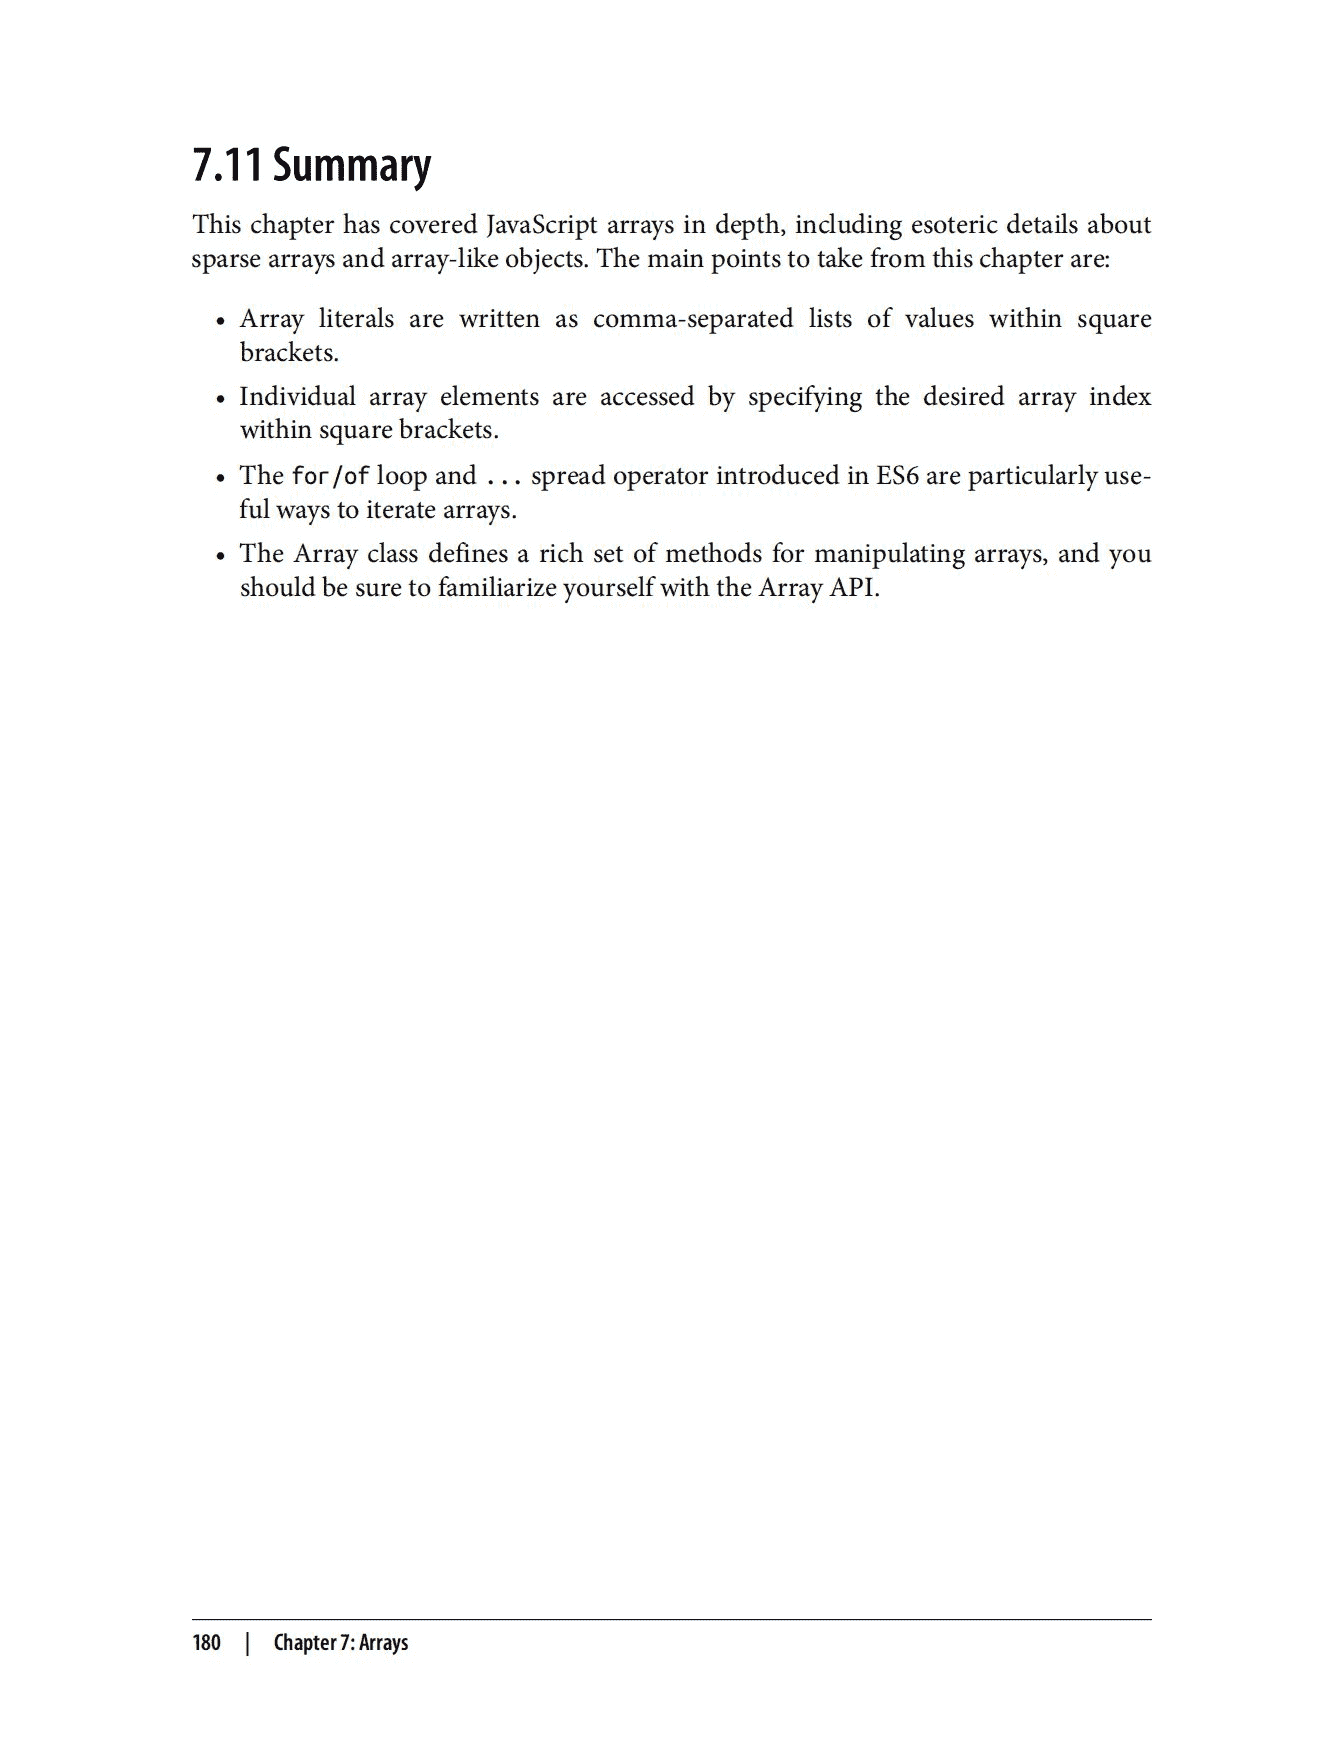 7.11 Summary
This chapter has covered JavaScript arrays in depth, including esoteric details about
sparse arrays and array-like objects. The main points to take from this chapter are:
• Array literals are written as comma-separated lists of values within square
brackets.
• Individual array elements are accessed by specifying the desired array index
within square brackets.
• The for/of loop and ... spread operator introduced in ES6 are particularly use-
ful ways to iterate arrays.
• The Array class defines a rich set of methods for manipulating arrays, and you
should be sure to familiarize yourself with the Array API.
180 | Chapter 7: Arrays